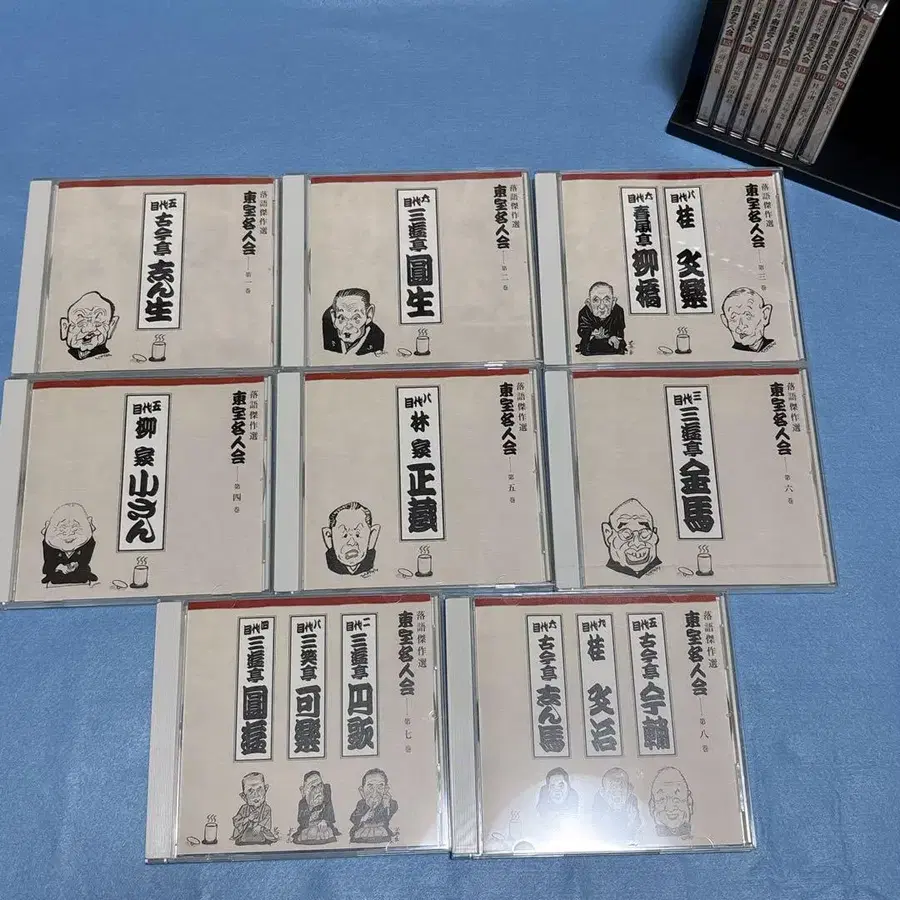 落語傑作選
東宝名人会
第一巻
五代目 古今亭 志ん生
落語傑作選
東宝名人会
第二巻
六代目 三遊亭 圓生
落語傑作選
東宝名人会
第三巻
八代目 桂 文樂
六代目 春風亭 柳橋
落語傑作選
東宝名人会
第四巻
五代目 柳家 小さん
落語傑作選
東宝名人会
第五巻
八代目 林家 正蔵
落語傑作選
東宝名人会
第六巻
三代目 三遊亭 金馬
落語傑作選
東宝名人会
第七巻
二代目 三遊亭 円歌
八代目 三笑亭 可樂
四代目 三遊亭 圓遊
落語傑作選
東宝名人会
第八巻
五代目 古今亭 今輔
九代目 桂 文治
六代目 古今亭 志ん馬